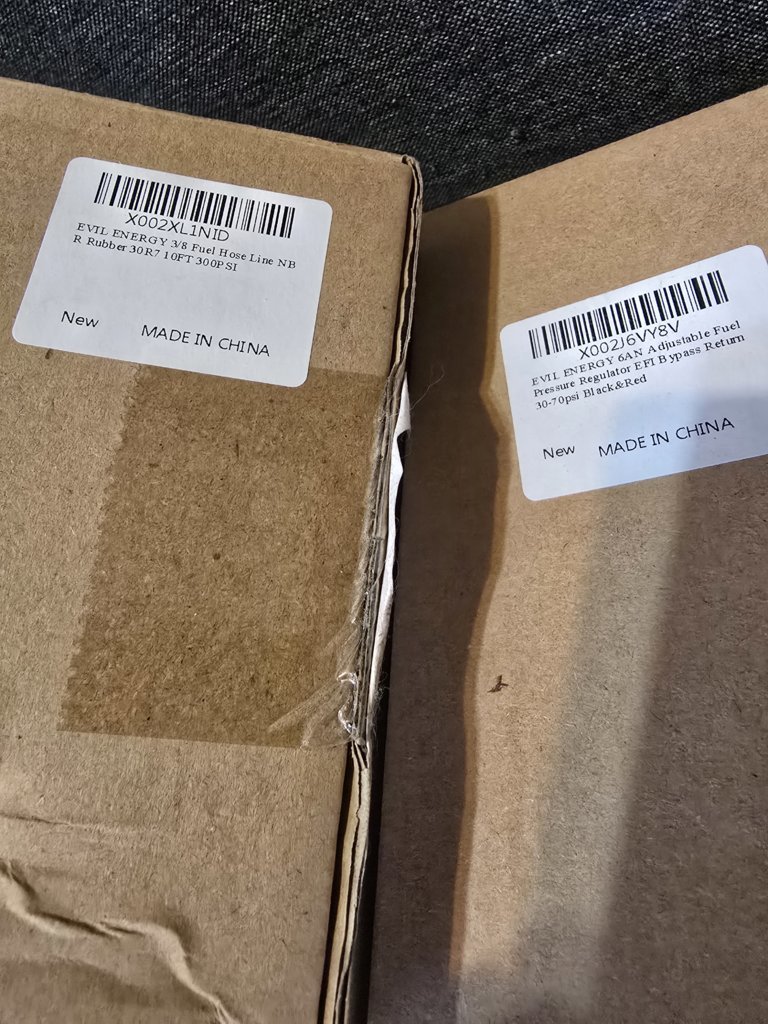 X002XL1NID
EVIL ENERGY 3/8 Fuel Hose Line NB
R Rubber 30R7 10FT 300PSI
New
MADE IN CHINA
X002J6VY8V
EVIL ENERGY 6AN Adjustable Fuel
Pressure Regulator EFI Bypass Return
30-70psi Black&Red
New
MADE IN CHINA